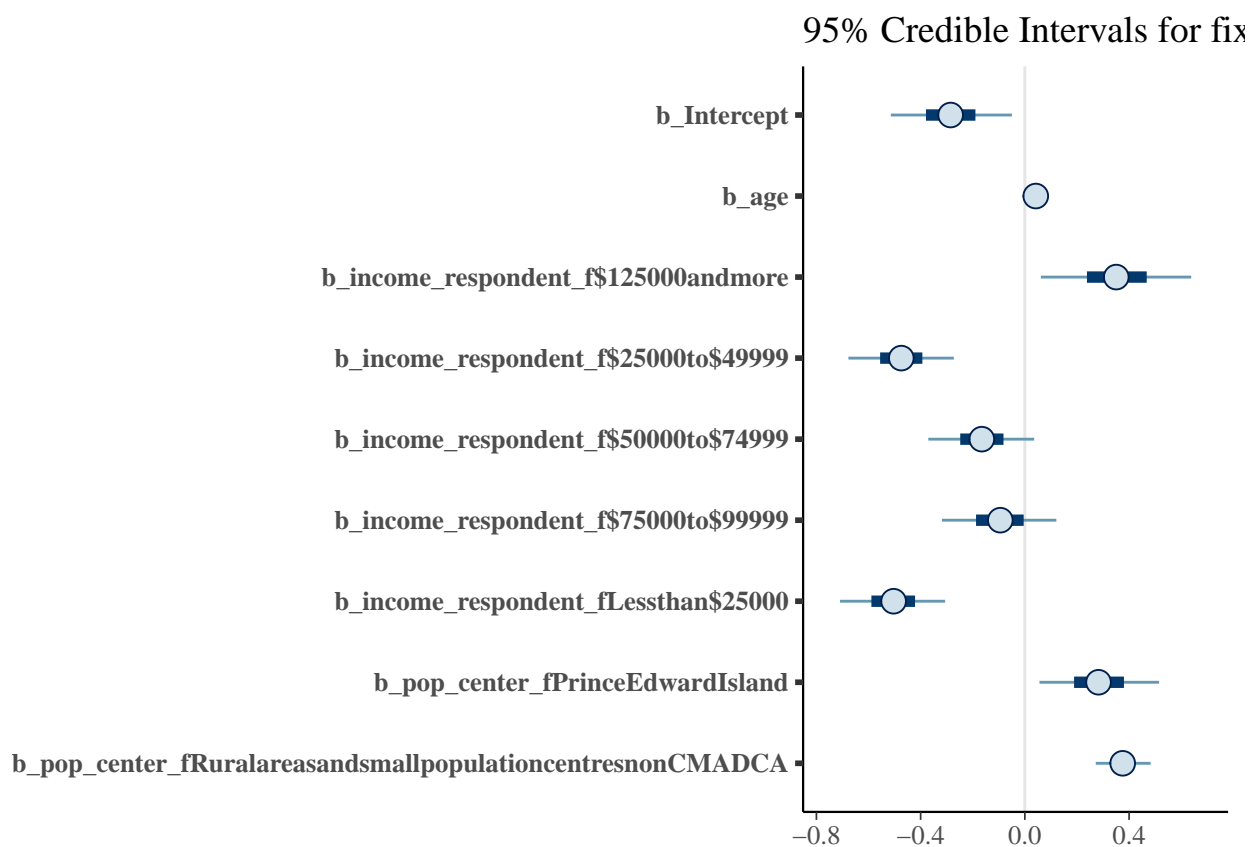 95% Credible Intervals for fix
b_Intercept
b_age
b_income_respondent_f$125000andmore
b_income_respondent_f$25000to$49999
b_income_respondent_f$50000to$74999
b_income_respondent_f$75000to$99999
b_income_respondent_fLessthan$25000
b_pop_center_fPrinceEdwardIsland
b_pop_center_fRuralareasandsmallpopulationcentresnonCMADCA
−0.8 −0.4 0.0 0.4